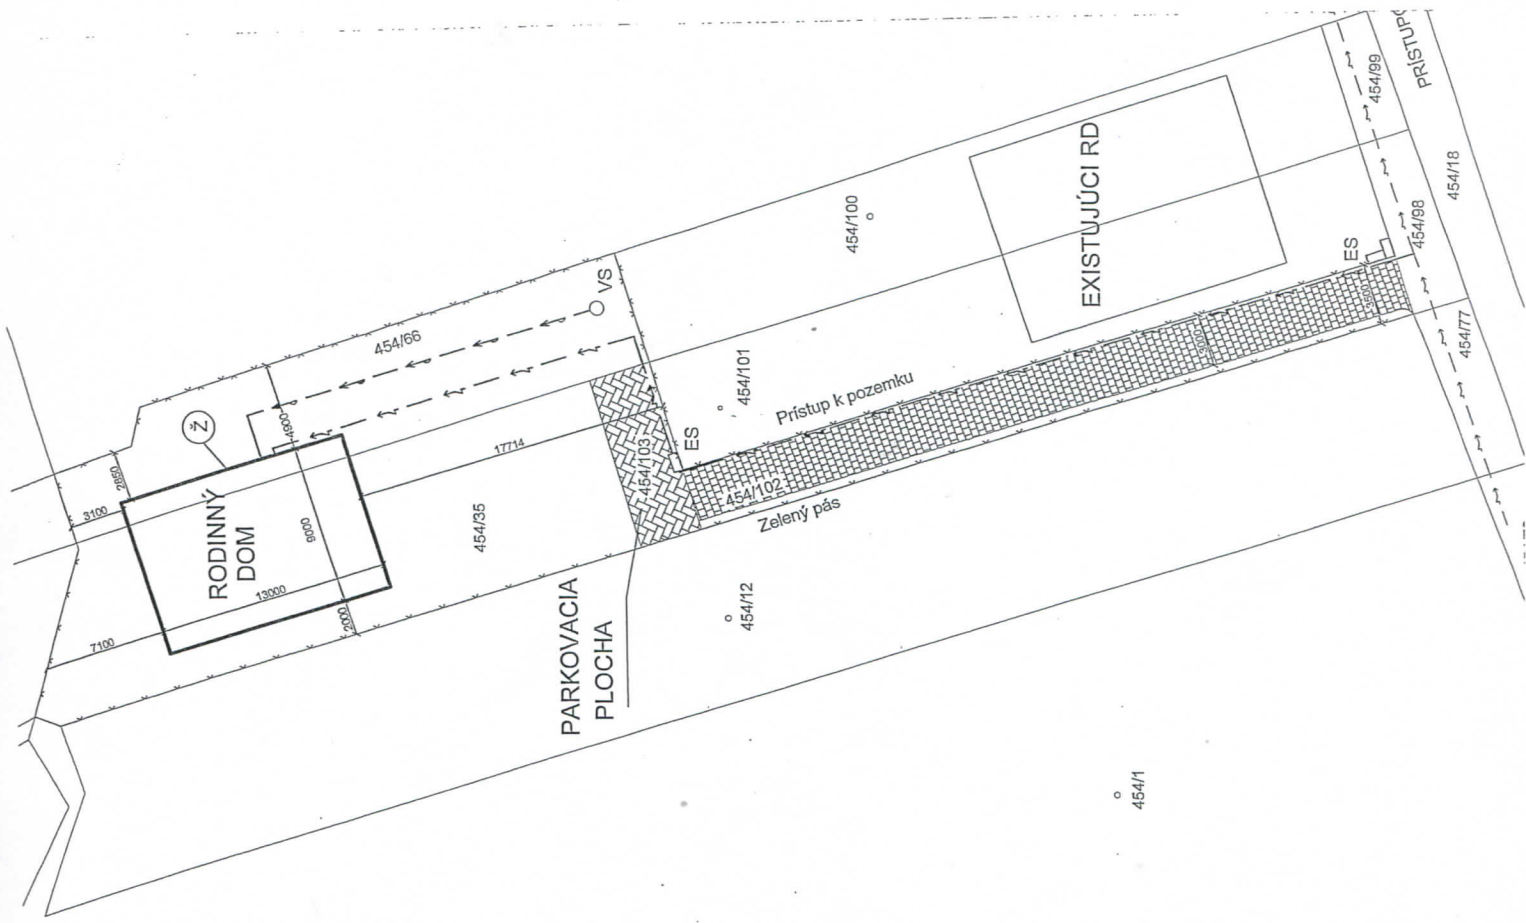 PRÍSTUP
454/99
454/18
454/98
454/77
ES
3500
3000
EXISTUJÚCI RD
454/100
454/101
Prístup k pozemku
VS
454/66
Ž
4900
2850
3100
RODINNÝ
DOM
9000
13000
7100
2000
17714
454/35
454/103
ES
454/102
Zelený pás
PARKOVACIA
PLOCHA
454/12
454/1